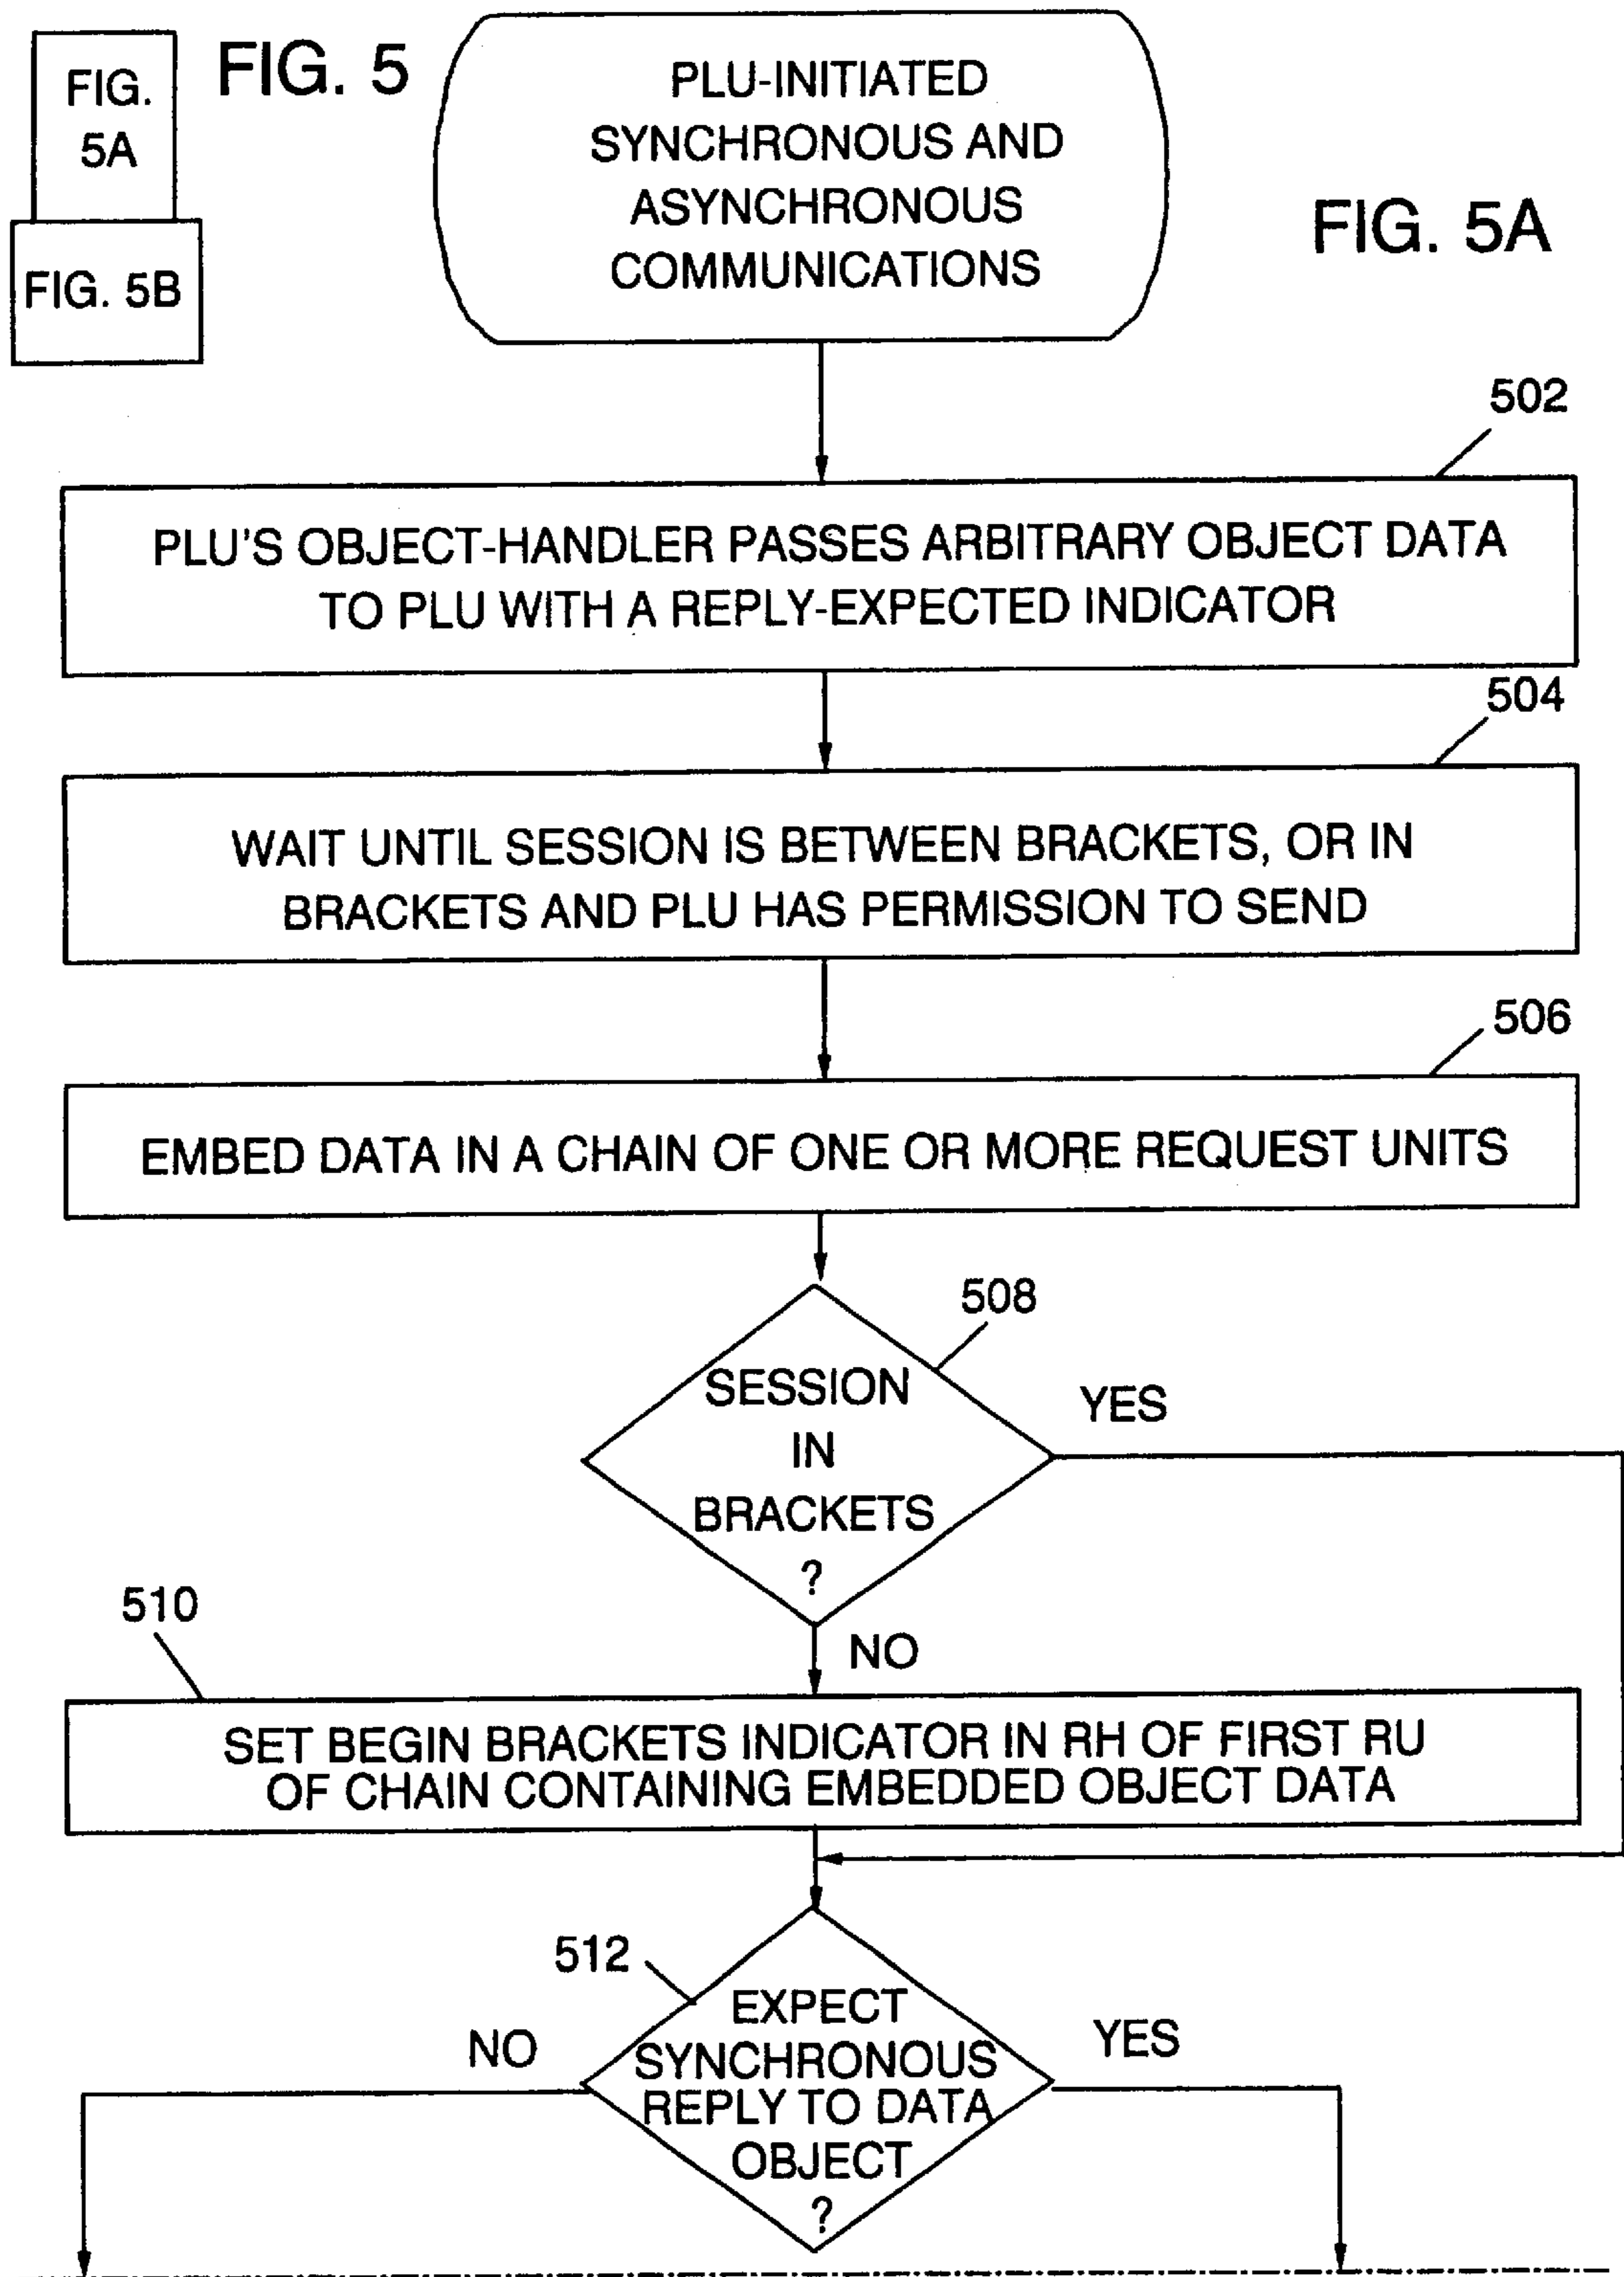 FIG.
5A
FIG. 5B
FIG. 5
PLU-INITIATED
SYNCHRONOUS AND
ASYNCHRONOUS
COMMUNICATIONS
FIG. 5A
502
PLU'S OBJECT-HANDLER PASSES ARBITRARY OBJECT DATA
TO PLU WITH A REPLY-EXPECTED INDICATOR
504
WAIT UNTIL SESSION IS BETWEEN BRACKETS, OR IN
BRACKETS AND PLU HAS PERMISSION TO SEND
506
EMBED DATA IN A CHAIN OF ONE OR MORE REQUEST UNITS
508
SESSION
IN
BRACKETS
?
YES
NO
510
SET BEGIN BRACKETS INDICATOR IN RH OF FIRST RU
OF CHAIN CONTAINING EMBEDDED OBJECT DATA
512
EXPECT
SYNCHRONOUS
REPLY TO DATA
OBJECT
?
NO
YES